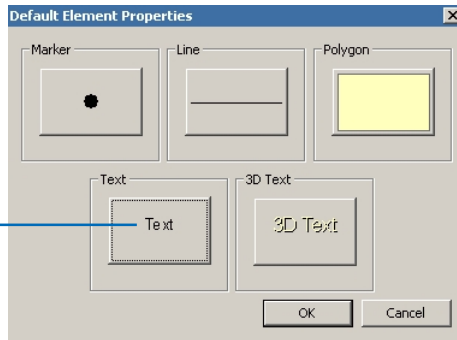 Default Element Properties
Marker
Line
Polygon
Text
Text
3D Text
3D Text
OK
Cancel